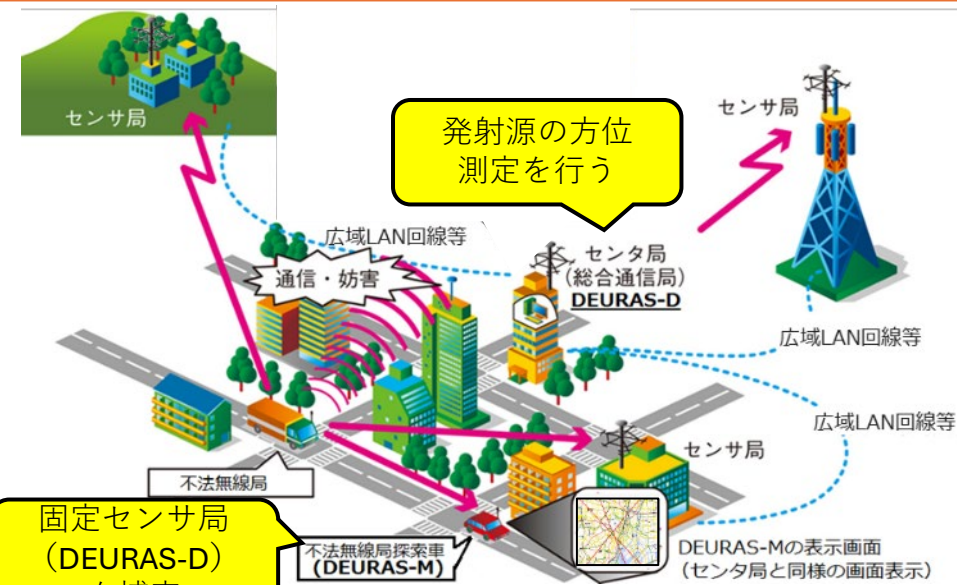 センサ局
発射源の方位
測定を行う
センサ局
広域LAN回線等
通信・妨害
センタ局
(総合通信局)
DEURAS-D
広域LAN回線等
広域LAN回線等
センサ局
不法無線局
固定センサ局
（DEURAS-D）
不法無線局探索車
(DEURAS-M)
DEURAS-Mの表示画面
(センタ局と同様の画面表示)